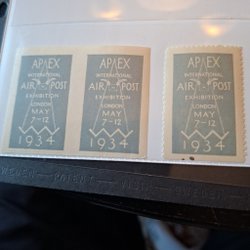 APEX
INTERNATIONAL
AIR POST
EXHIBITION
LONDON
MAY
7-12
1934
APEX
INTERNATIONAL
AIR POST
EXHIBITION
LONDON
MAY
7-12
1934
APEX
INTERNATIONAL
AIR POST
EXHIBITION
LONDON
MAY
7-12
1934